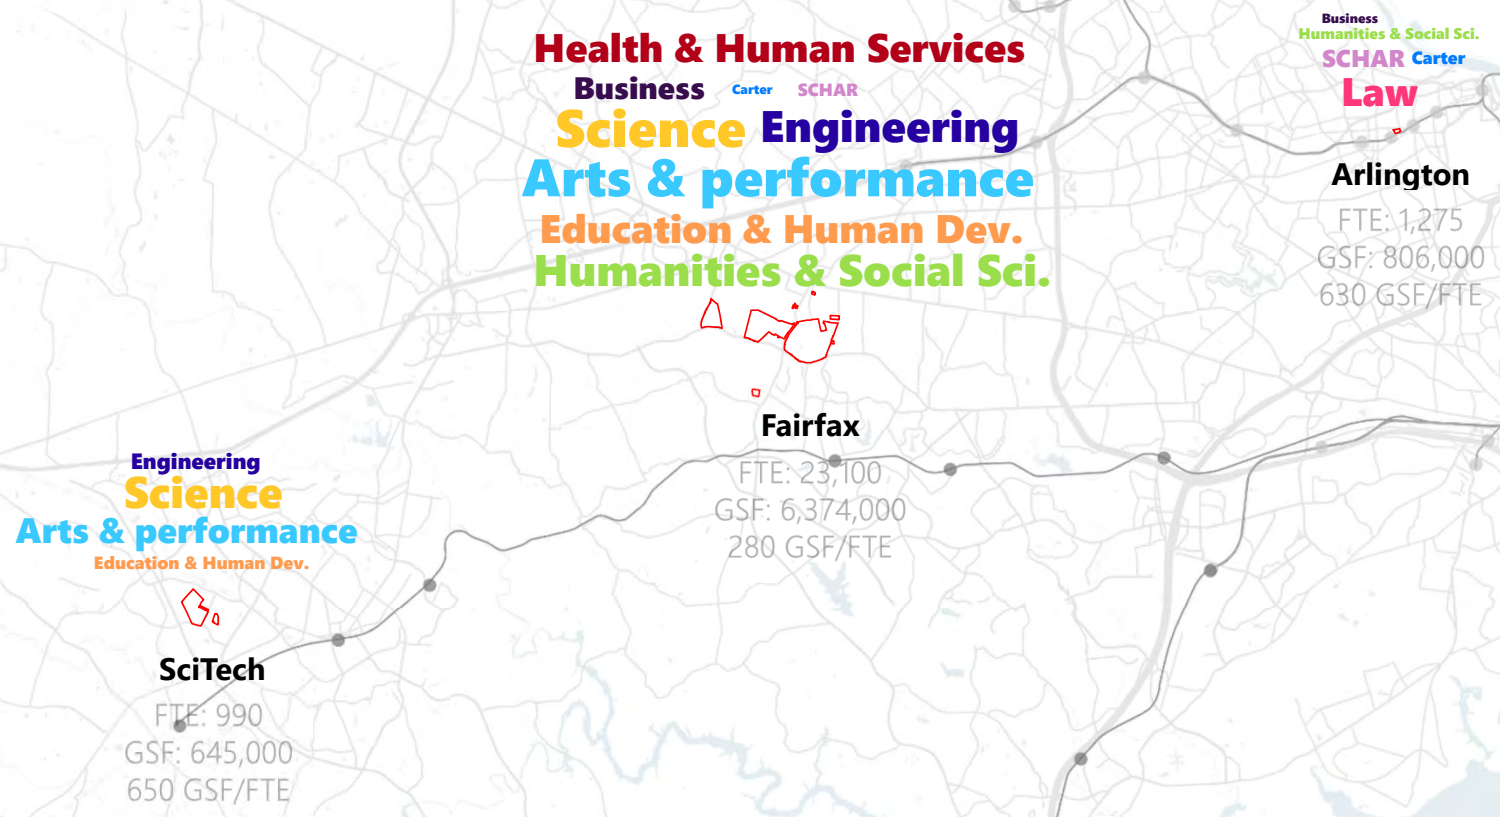 Health & Human Services
Business Carter SCHAR
Science Engineering
Arts & performance
Education & Human Dev.
Humanities & Social Sci.
Fairfax
FTE: 23,100
GSF: 6,374,000
280 GSF/FTE
Business
Humanities & Social Sci.
SCHAR Carter
Law
Arlington
FTE: 1,275
GSF: 806,000
630 GSF/FTE
Engineering
Science
Arts & performance
Education & Human Dev.
SciTech
FTE: 990
GSF: 645,000
650 GSF/FTE